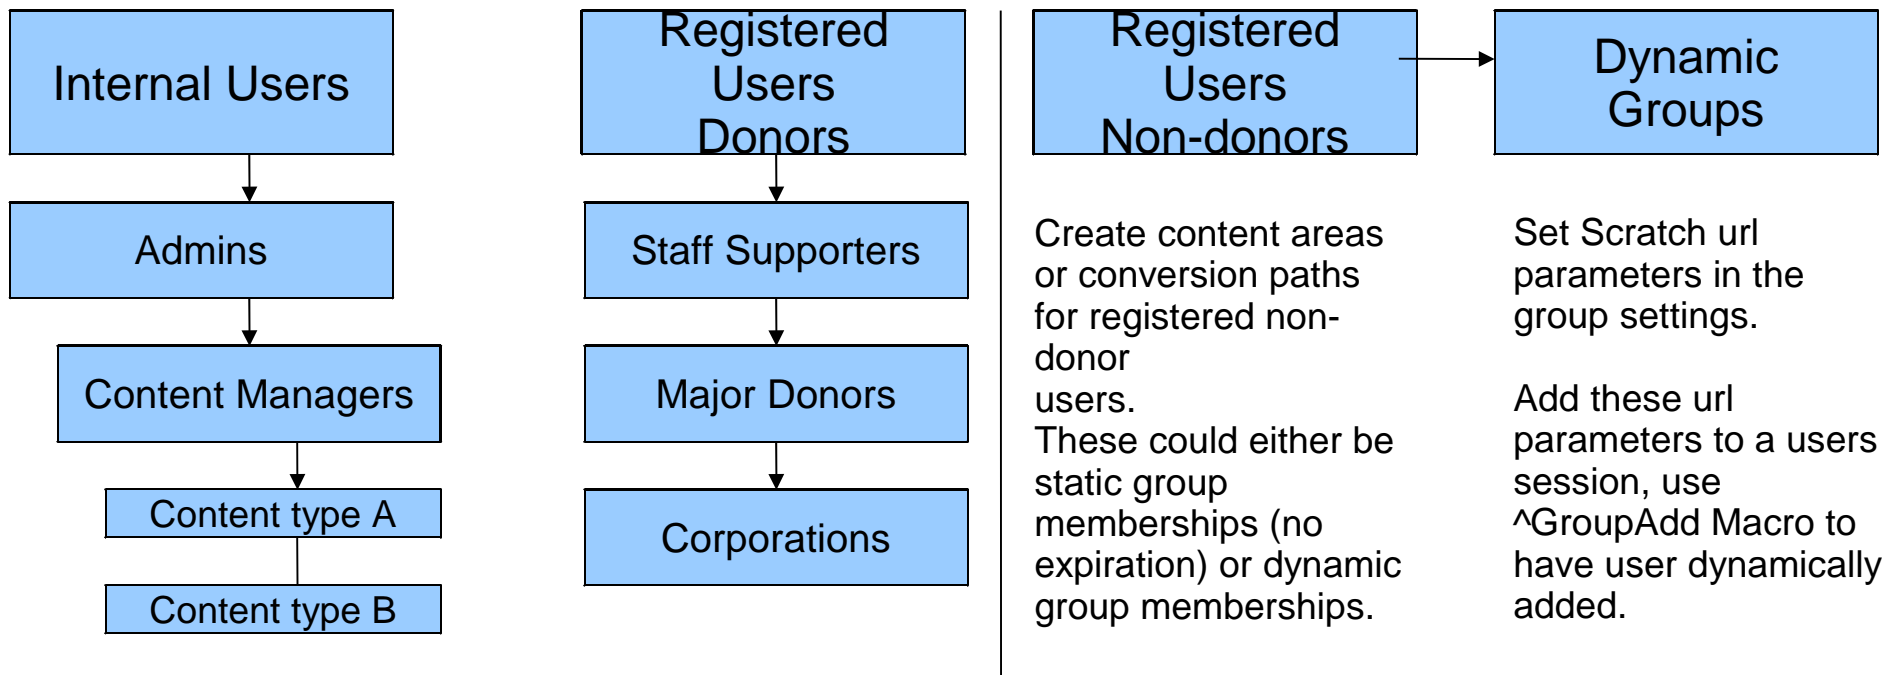 Internal Users
Admins
Content Managers
Content type A
Content type B
Registered
Users
Donors
Staff Supporters
Major Donors
Corporations
Registered
Users
Non-donors
Create content areas
or conversion paths
for registered non-
donor
users.
These could either be
static group
memberships (no
expiration) or dynamic
group memberships.
Dynamic
Groups
Set Scratch url
parameters in the
group settings.
Add these url
parameters to a users
session, use
^GroupAdd Macro to
have user dynamically
added.